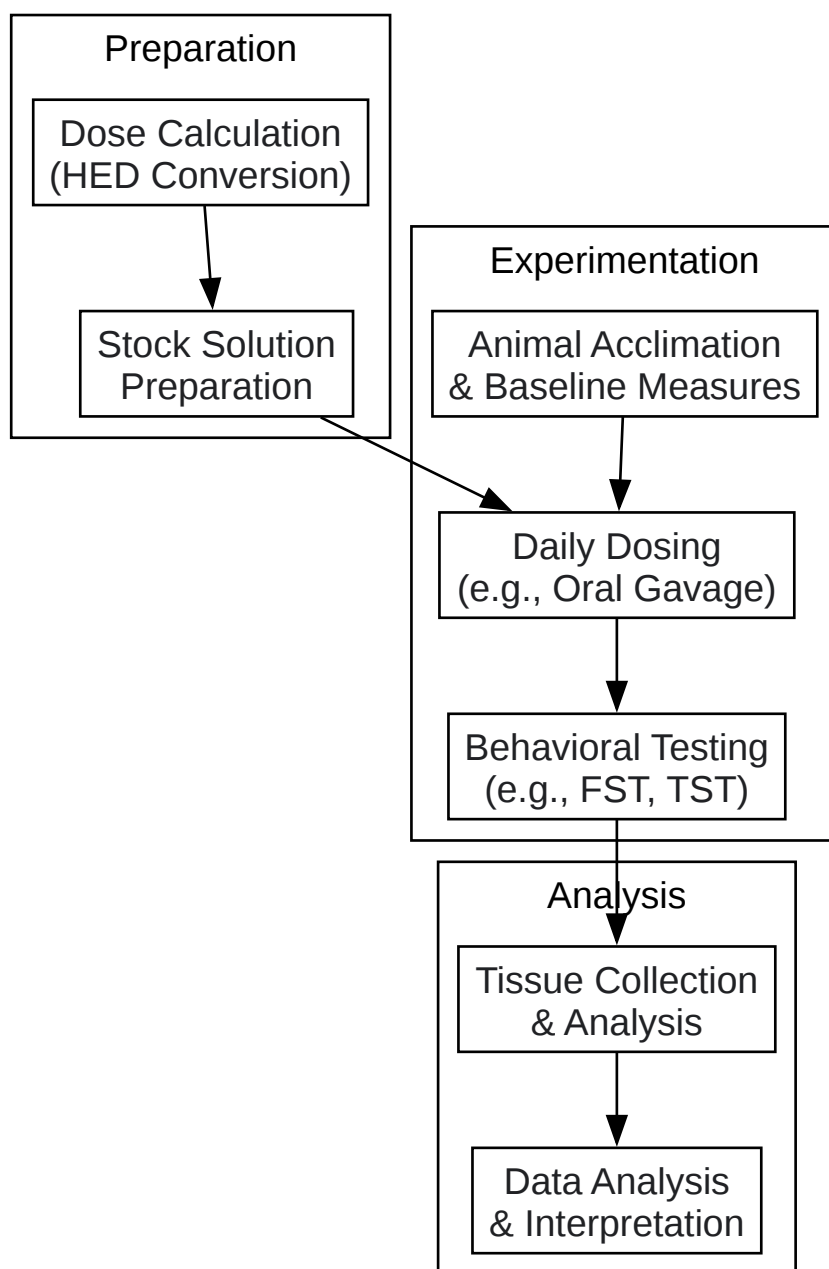 Preparation
Dose Calculation
(HED Conversion)
Stock Solution
Preparation
Experimentation
Animal Acclimation
& Baseline Measures
Daily Dosing
(e.g., Oral Gavage)
Behavioral Testing
(e.g., FST, TST)
Analysis
Tissue Collection
& Analysis
Data Analysis
& Interpretation